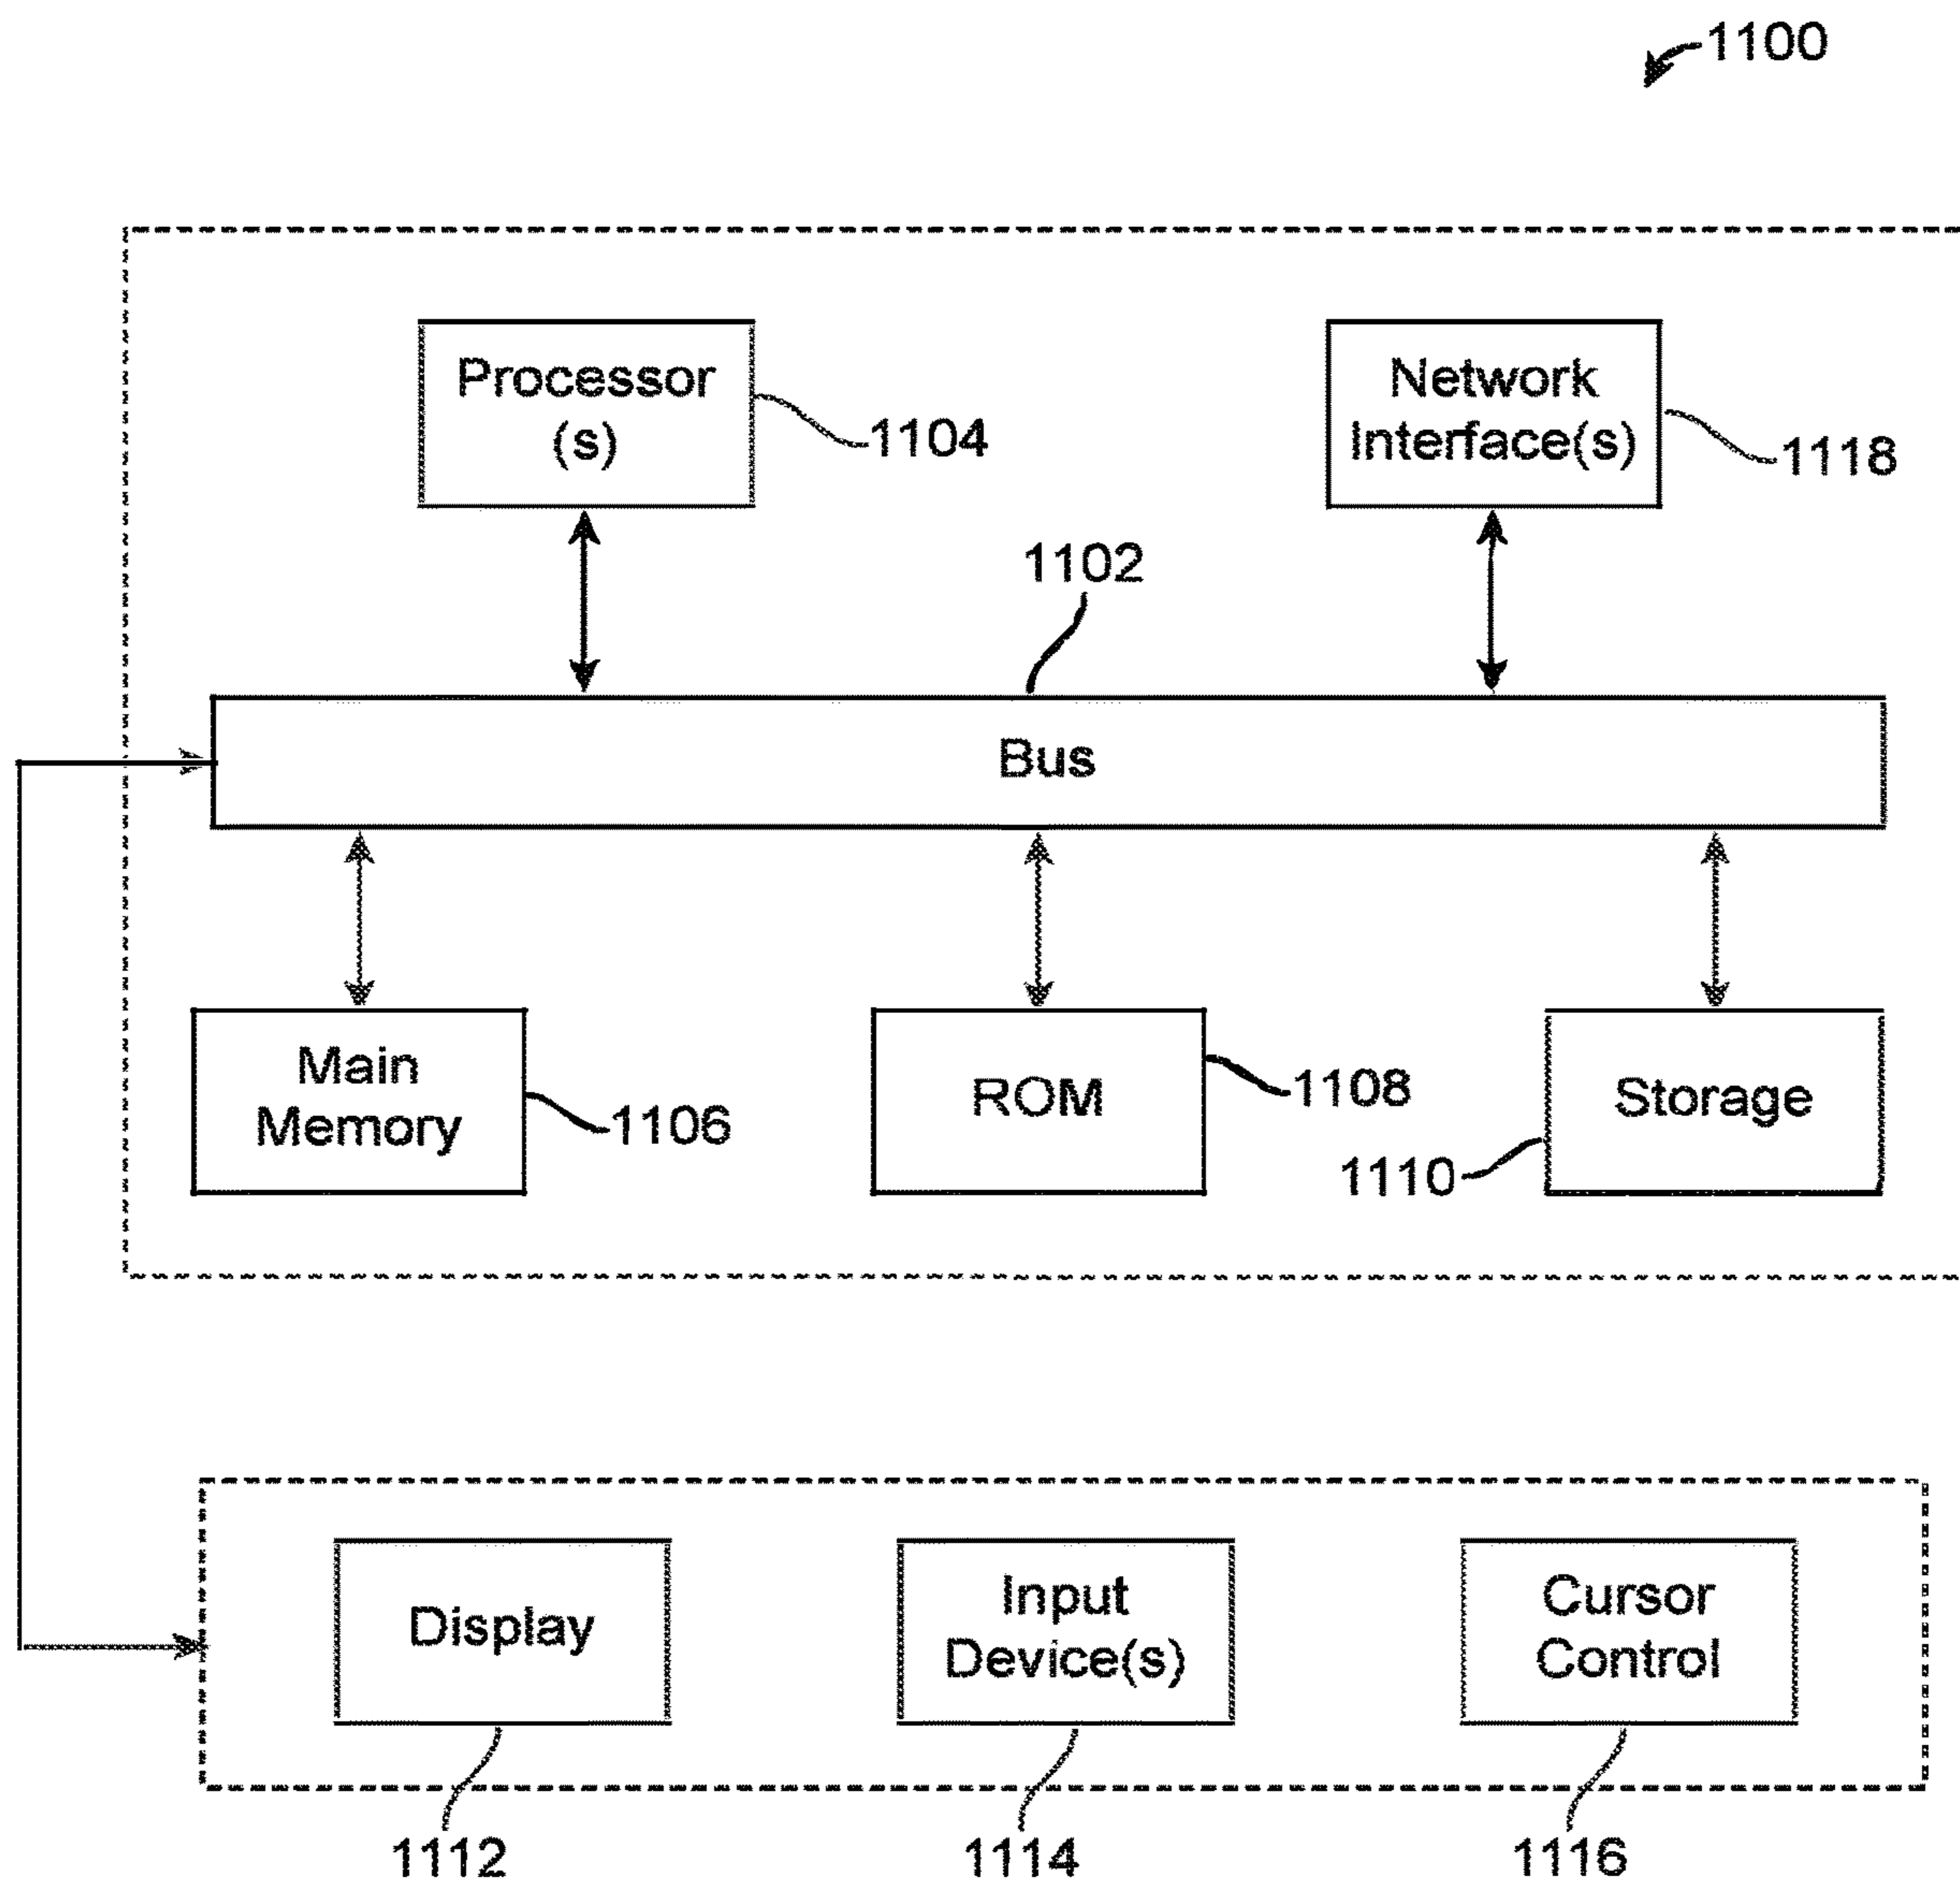 1100
Processor
(s)
1104
Network
Interface(s)
1118
1102
Bus
Main
Memory
1106
ROM
1108
Storage
1110
Display
Input
Device(s)
Cursor
Control
1112
1114
1116